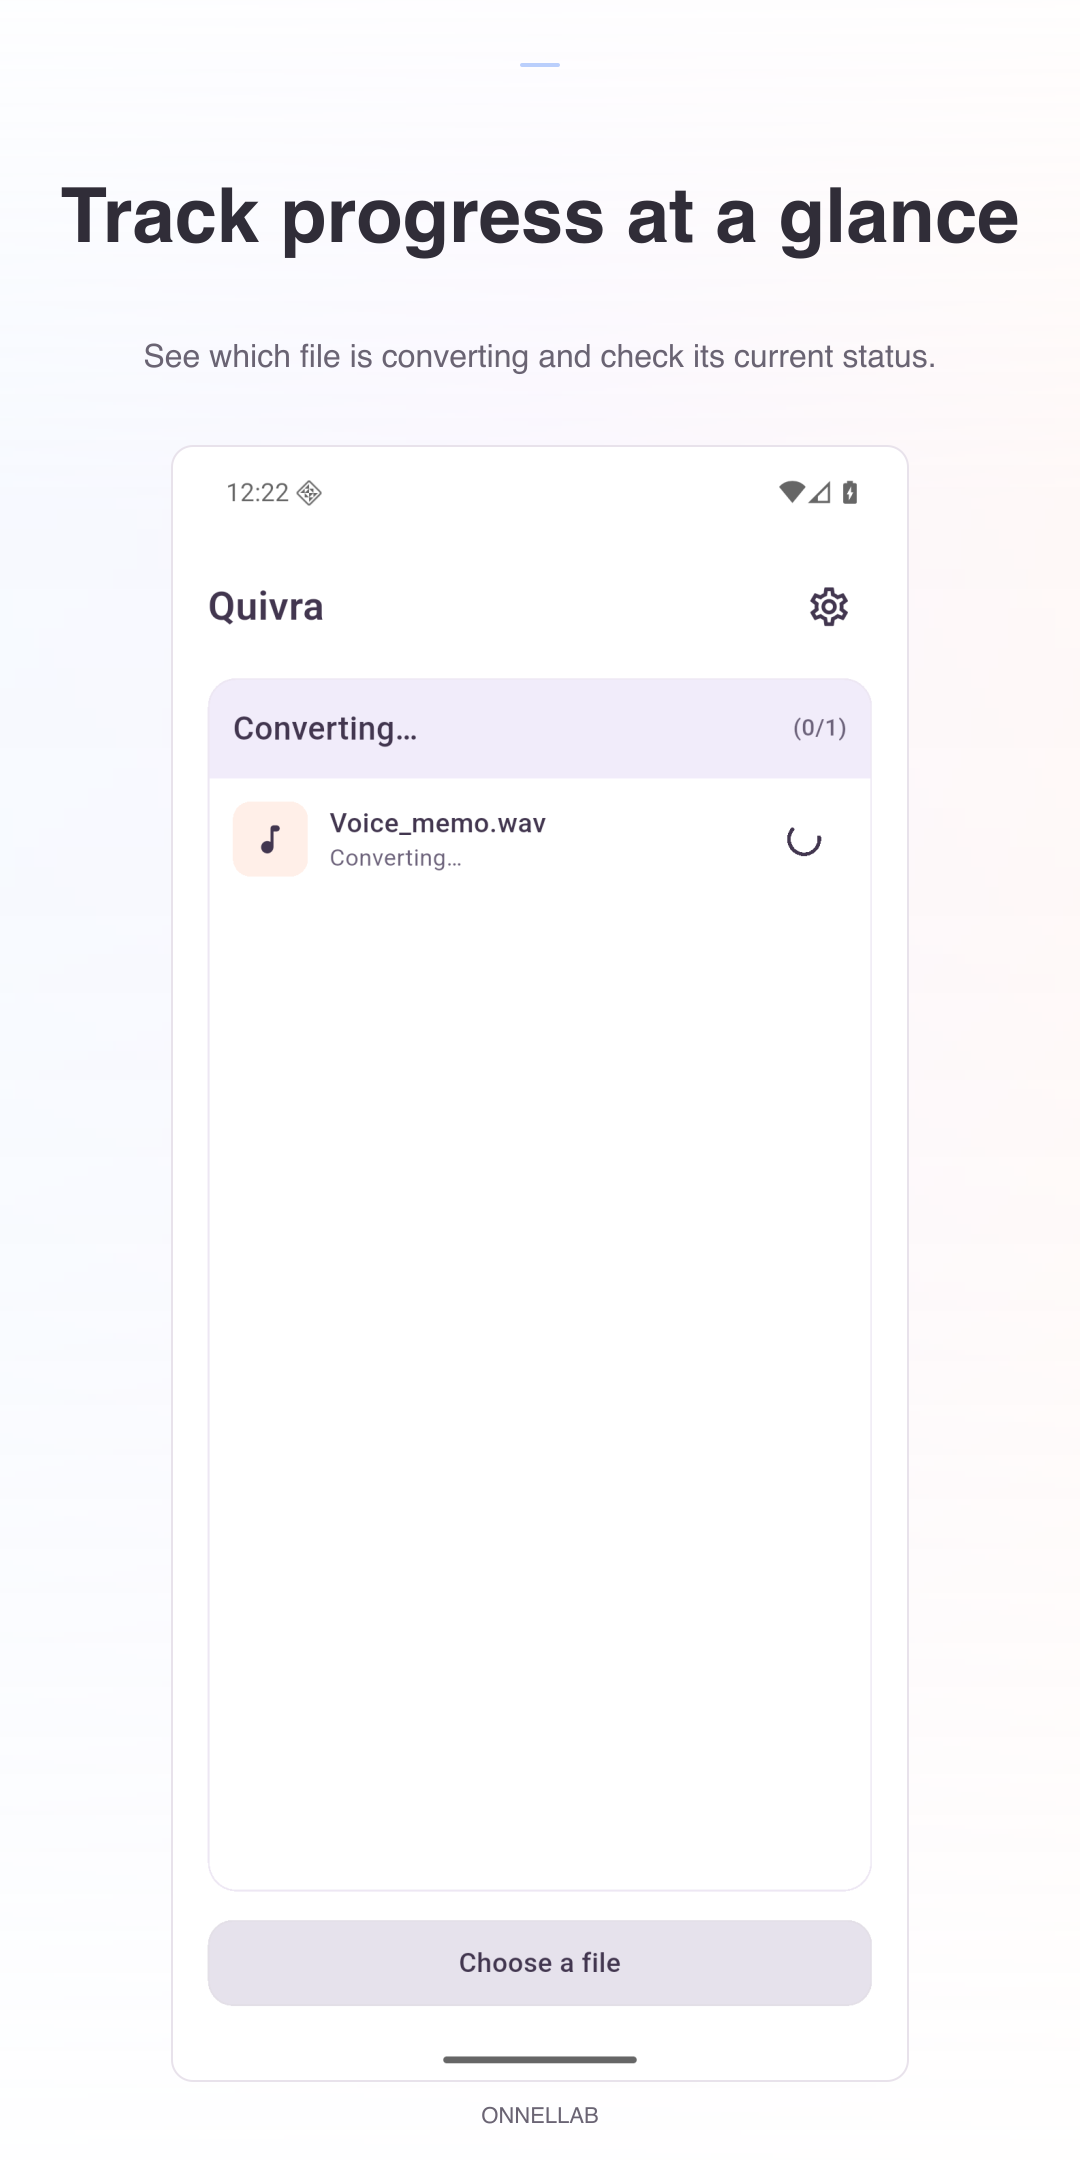 Track progress at a glance
See which file is converting and check its current status.
12:22
Quivra
Converting…
(0/1)
Voice_memo.wav
Converting…
Choose a file
ONNELLAB